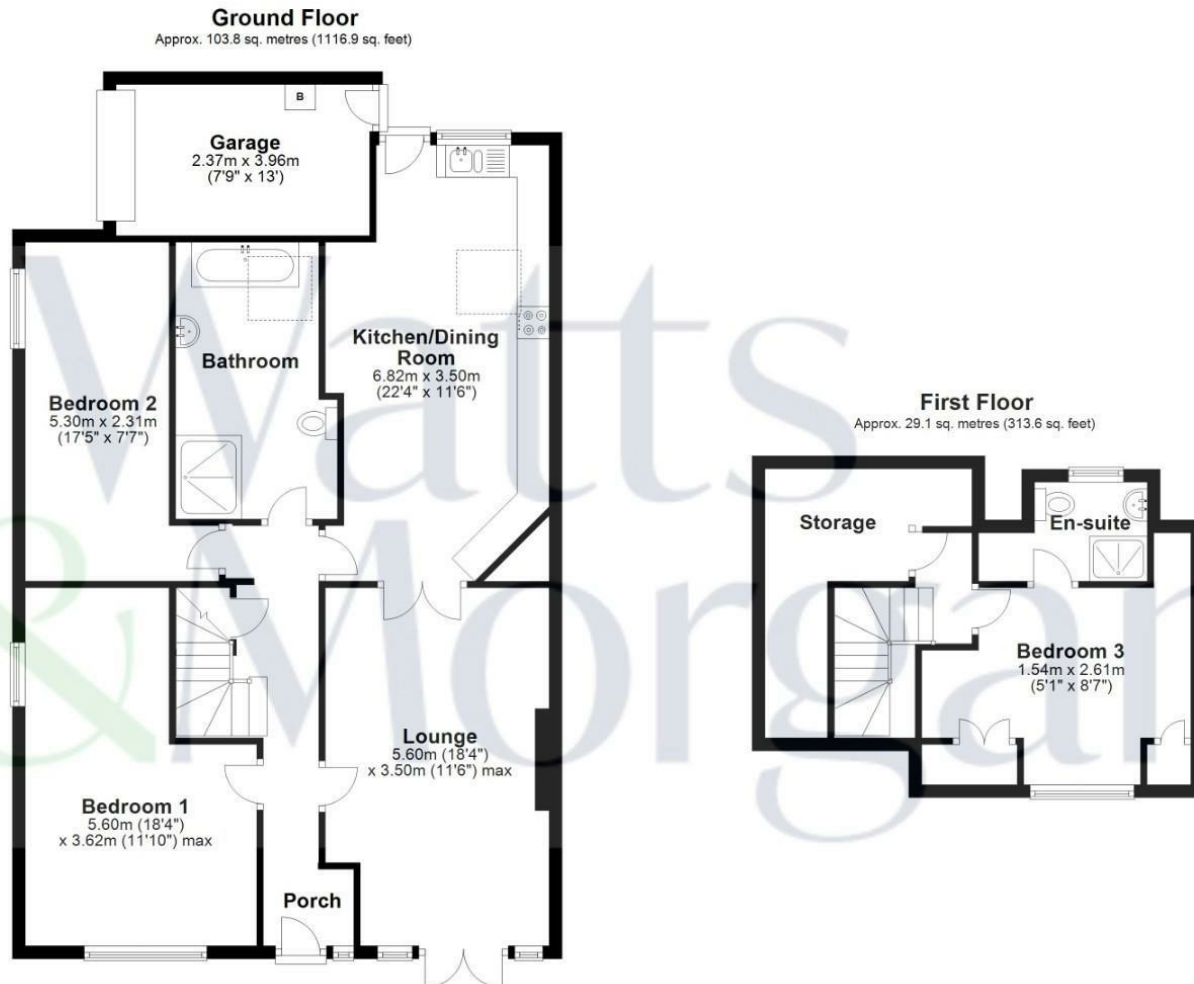 Ground Floor
Approx. 103.8 sq. metres (1116.9 sq. feet)
B
Garage
2.37m x 3.96m
(7'9" x 13')
Kitchen/Dining
Room
6.82m x 3.50m
(22'4" x 11'6")
Bathroom
Bedroom 2
5.30m x 2.31m
(17'5" x 7'7")
Lounge
5.60m (18'4")
x 3.50m (11'6") max
Bedroom 1
5.60m (18'4")
x 3.62m (11'10") max
Porch
First Floor
Approx. 29.1 sq. metres (313.6 sq. feet)
Storage
En-suite
Bedroom 3
1.54m x 2.61m
(5'1" x 8'7")
Watts
& Morgan